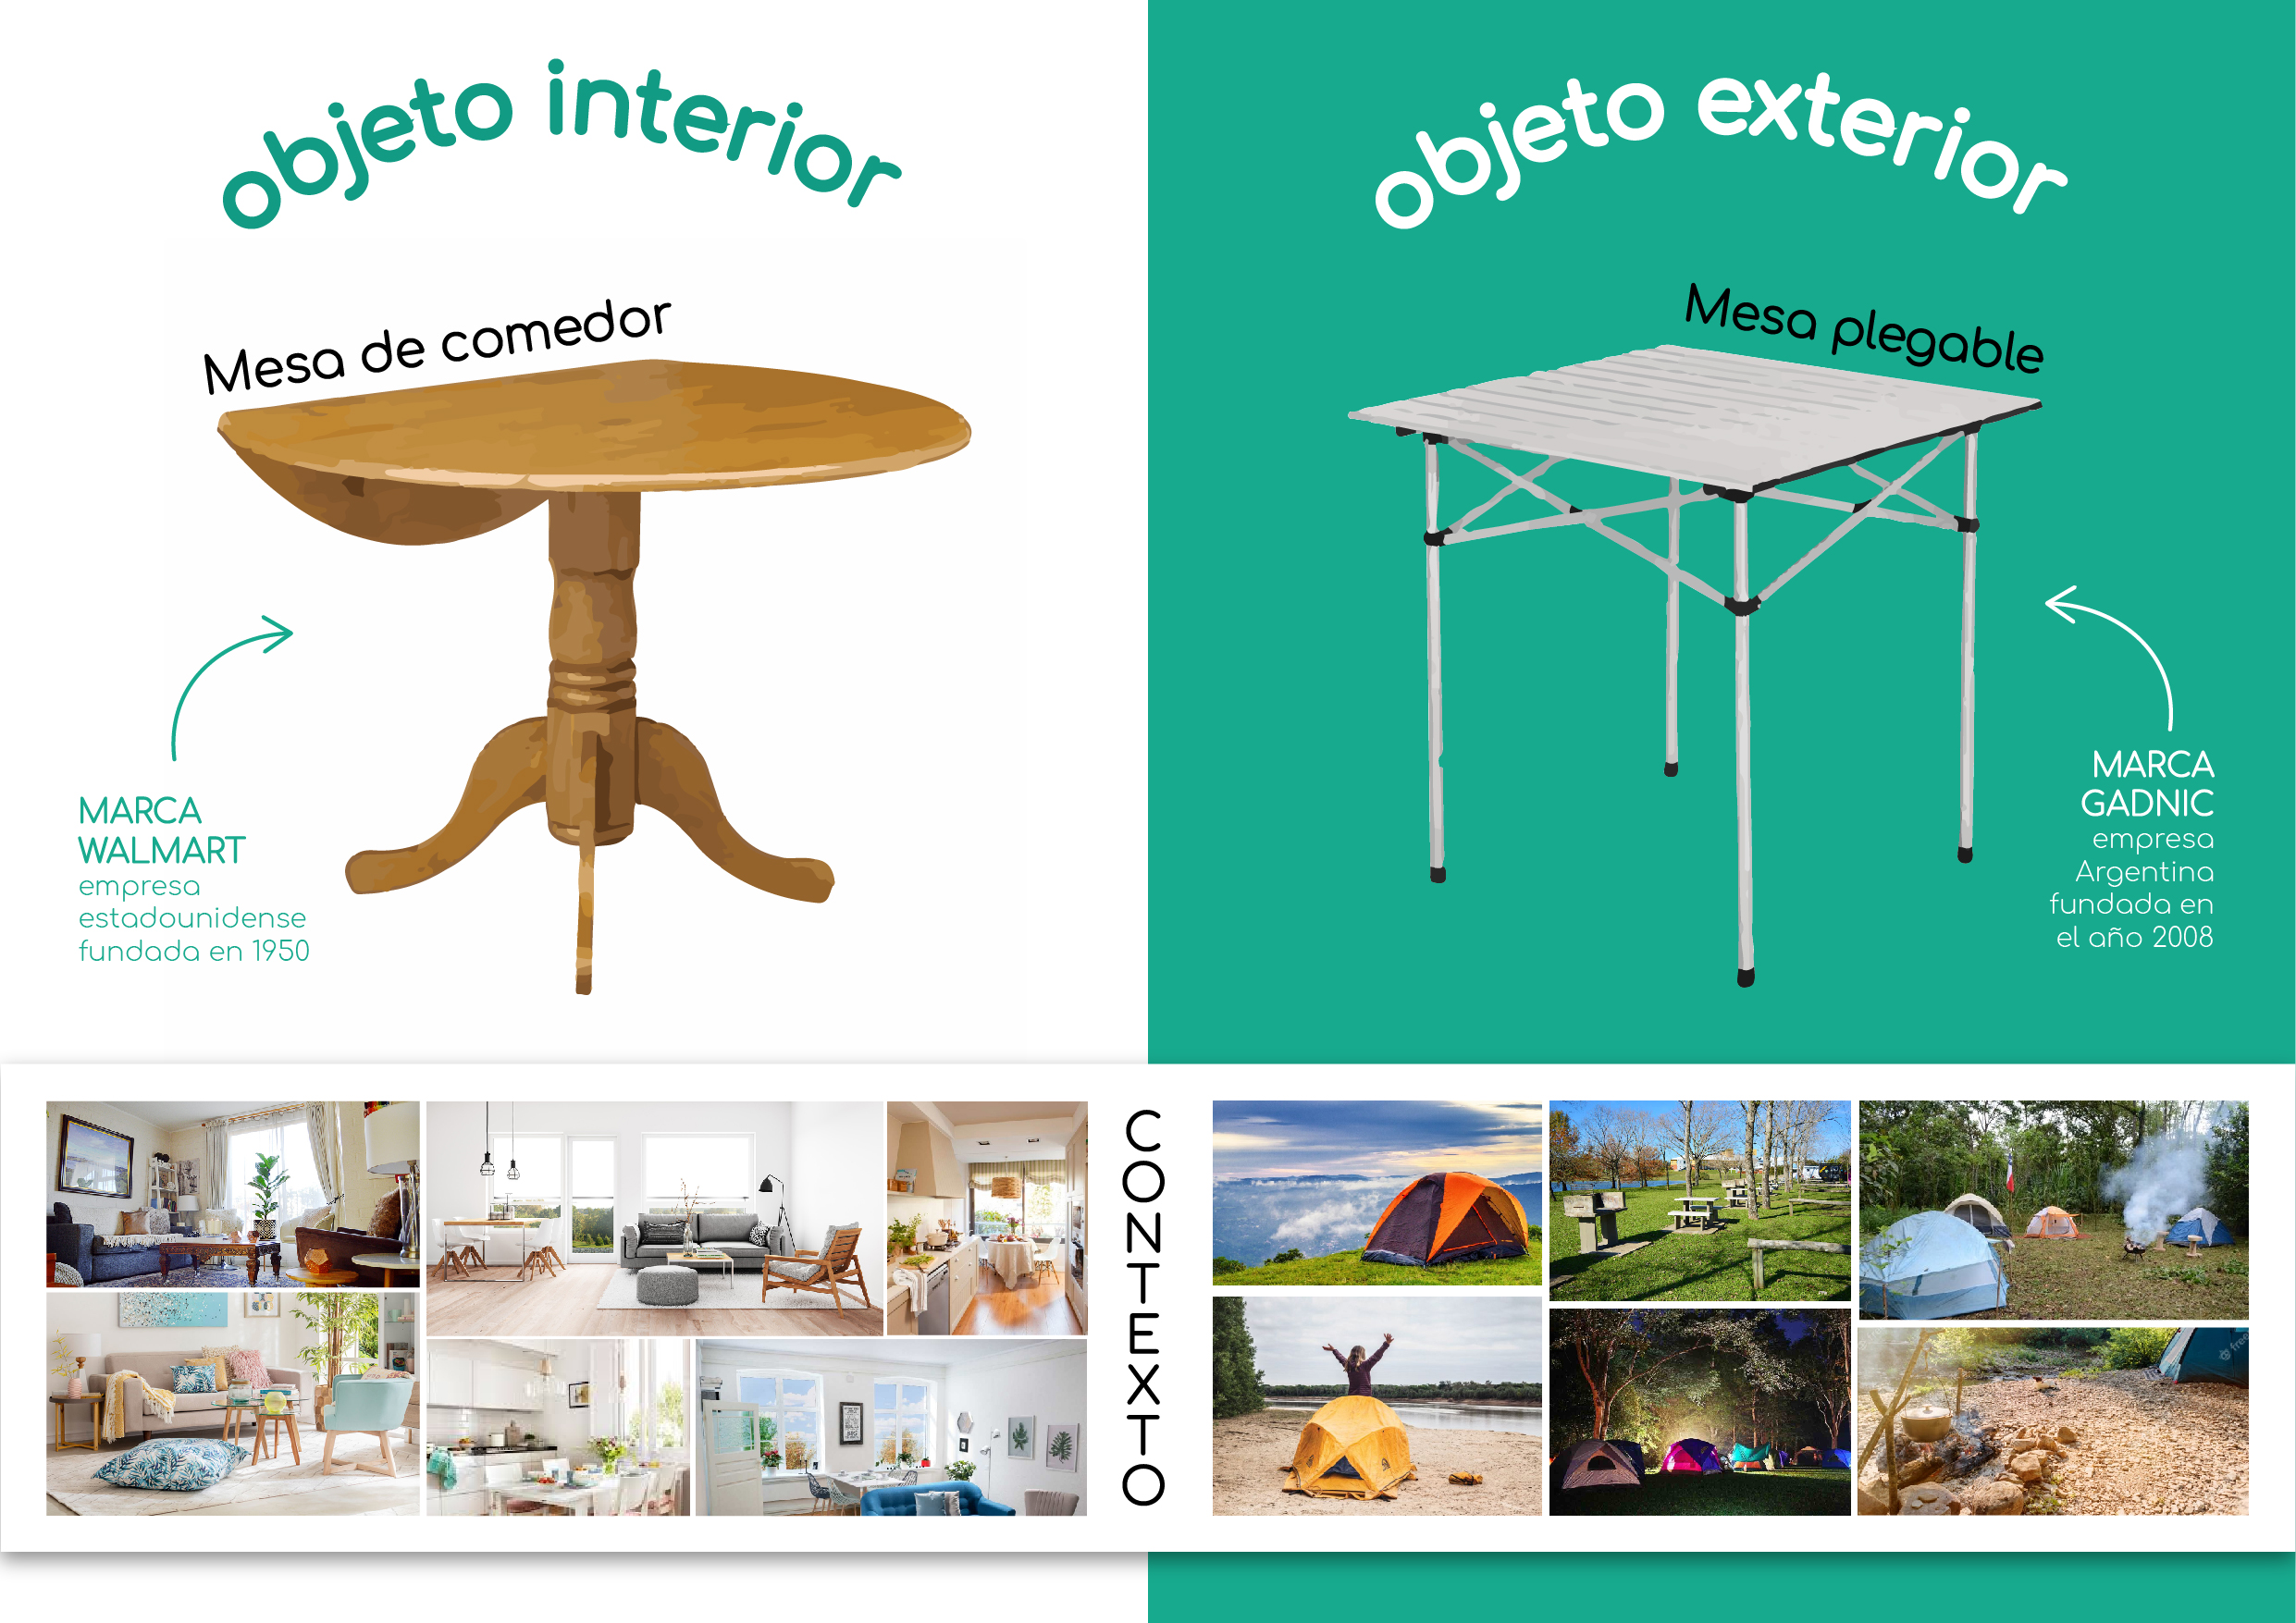 objeto interior
Mesa de comedor
MARCA
WALMART
empresa
estadounidense
fundada en 1950
objeto exterior
Mesa plegable
MARCA
GADNIC
empresa
Argentina
fundada en
el año 2008
CONTEXTO